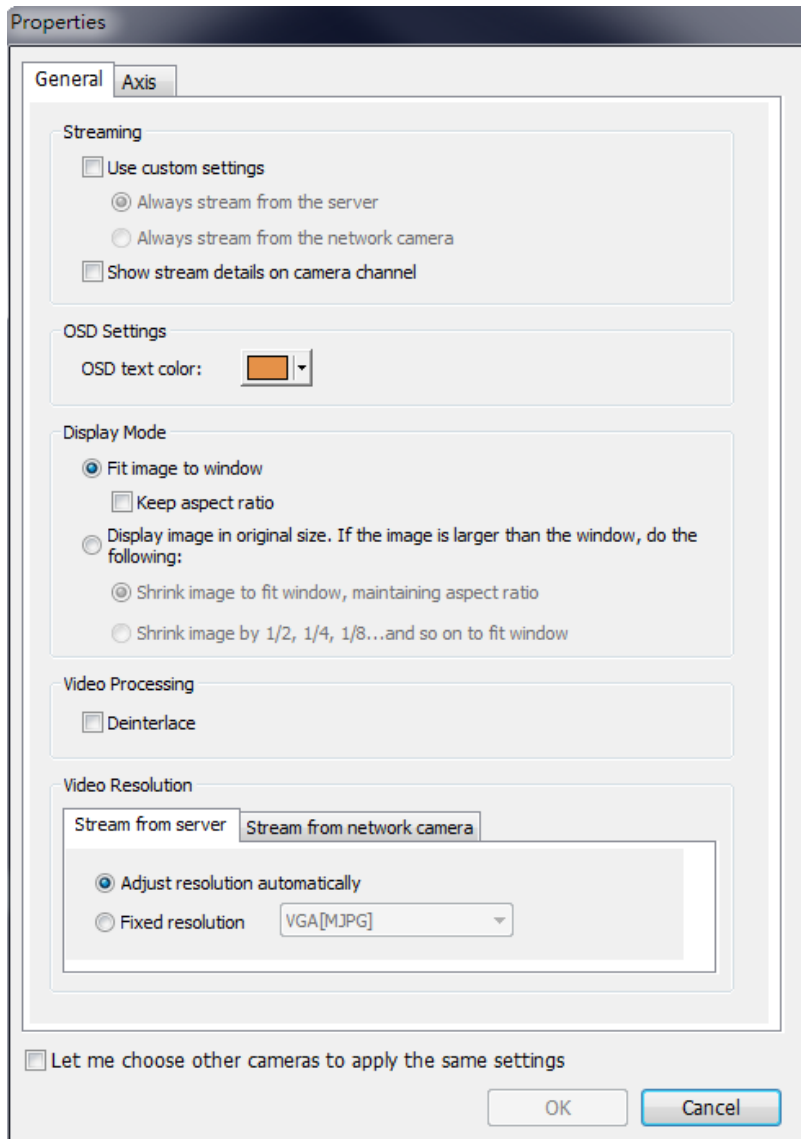 Properties
General
Axis
Streaming
Use custom settings
Always stream from the server
Always stream from the network camera
Show stream details on camera channel
OSD Settings
OSD text color:
Display Mode
Fit image to window
Keep aspect ratio
Display image in original size. If the image is larger than the window, do the
following:
Shrink image to fit window, maintaining aspect ratio
Shrink image by 1/2, 1/4, 1/8...and so on to fit window
Video Processing
Deinterlace
Video Resolution
Stream from server
Stream from network camera
Adjust resolution automatically
Fixed resolution
VGA[MJPG]
Let me choose other cameras to apply the same settings
OK
Cancel